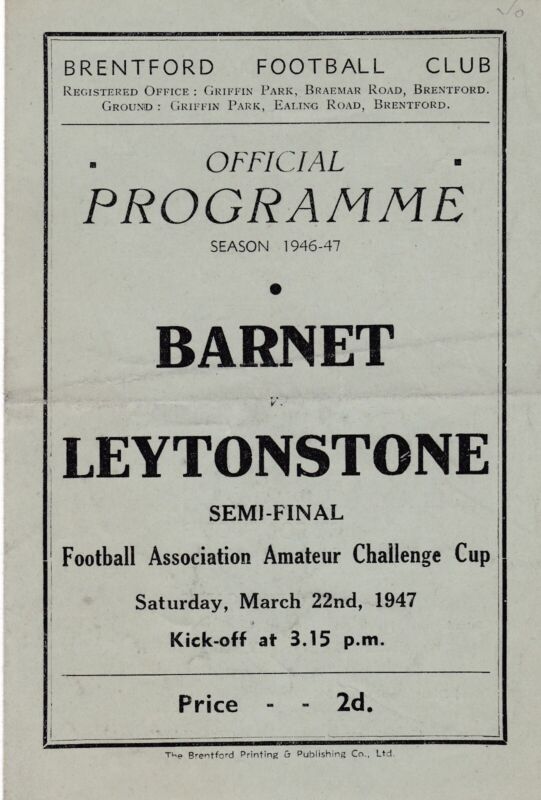 BRENTFORD FOOTBALL CLUB
REGISTERED OFFICE : GRIFFIN PARK, BRAEMAR ROAD, BRENTFORD.
GROUND : GRIFFIN PARK, EALING ROAD, BRENTFORD.
OFFICIAL
PROGRAMME
SEASON 1946-47
BARNET
v.
LEYTONSTONE
SEMI-FINAL
Football Association Amateur Challenge Cup
Saturday, March 22nd, 1947
Kick-off at 3.15 p.m.
Price - - 2d.
The Brentford Printing & Publishing Co., Ltd.